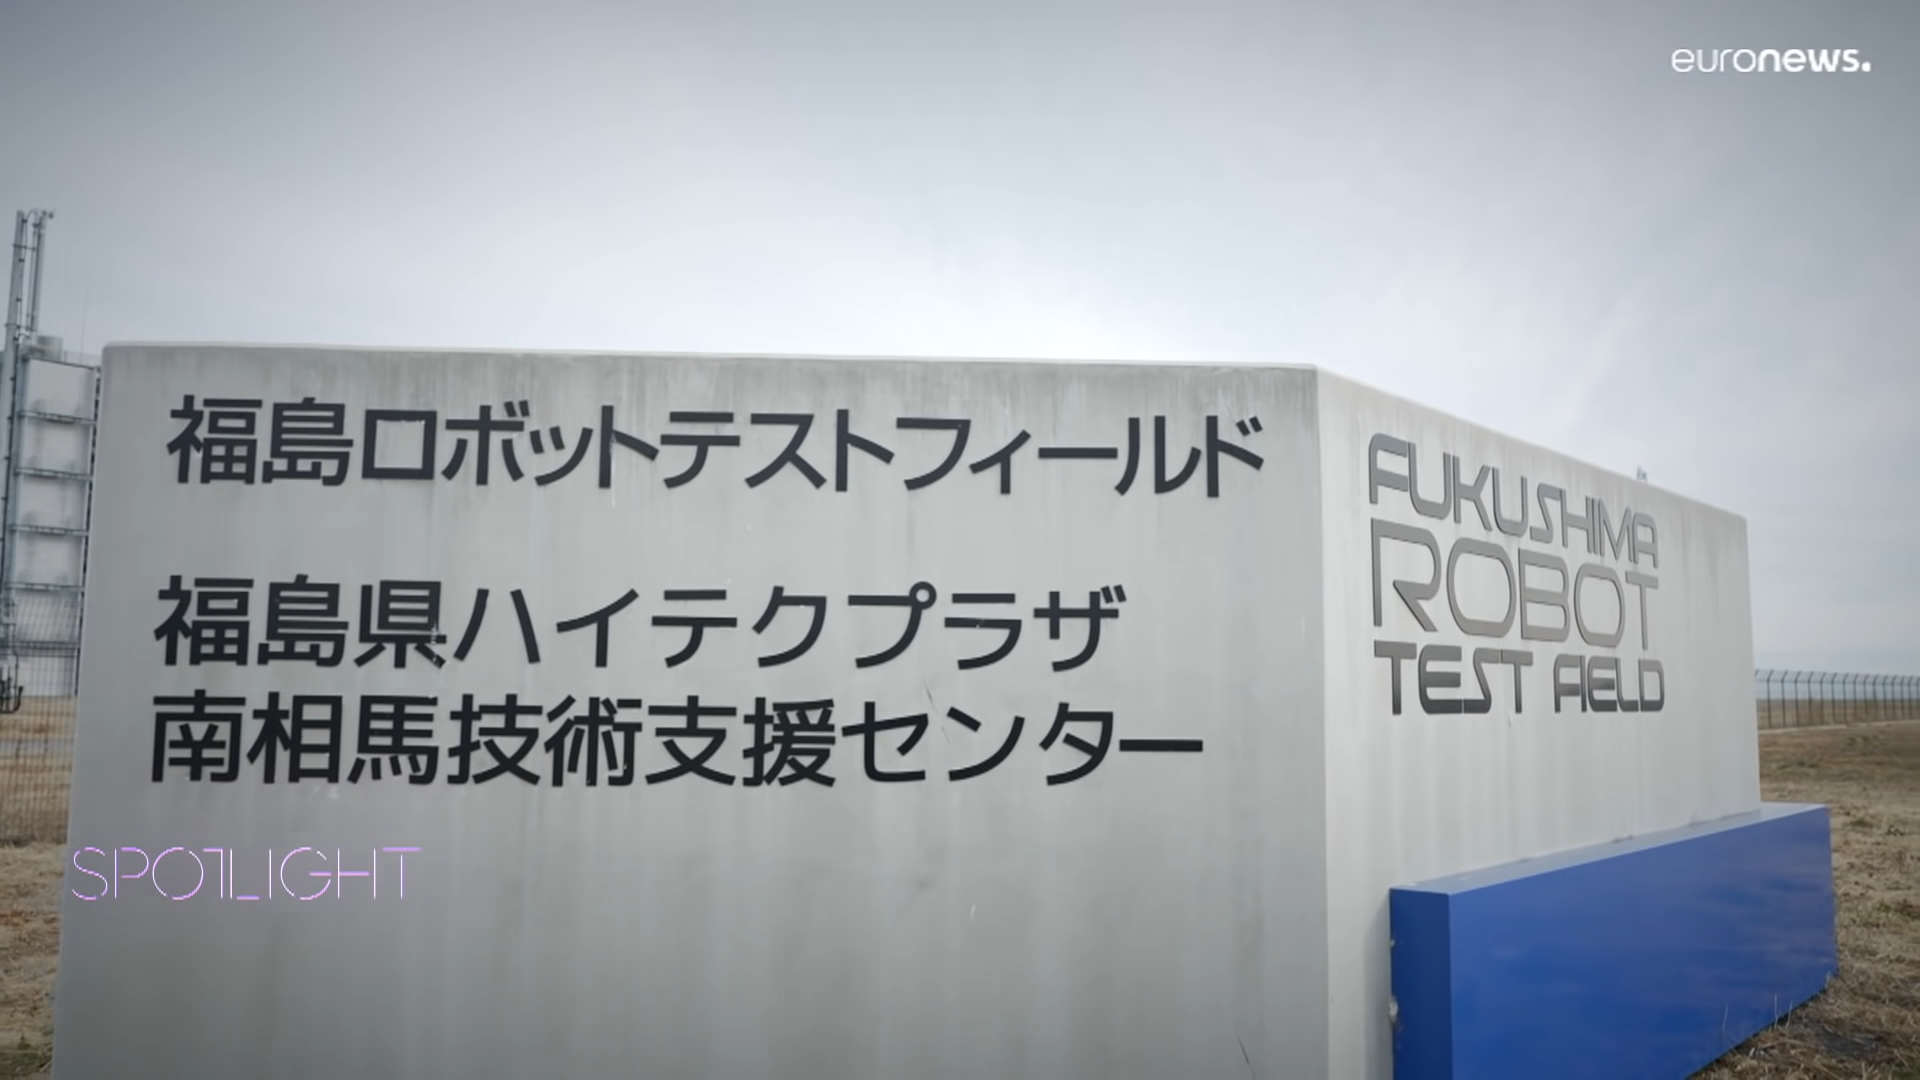 euronews.
福島ロボットテストフィールド
福島県ハイテクプラザ
南相馬技術支援センター
FUKUSHIMA
ROBOT
TEST FIELD
SPOTLIGHT